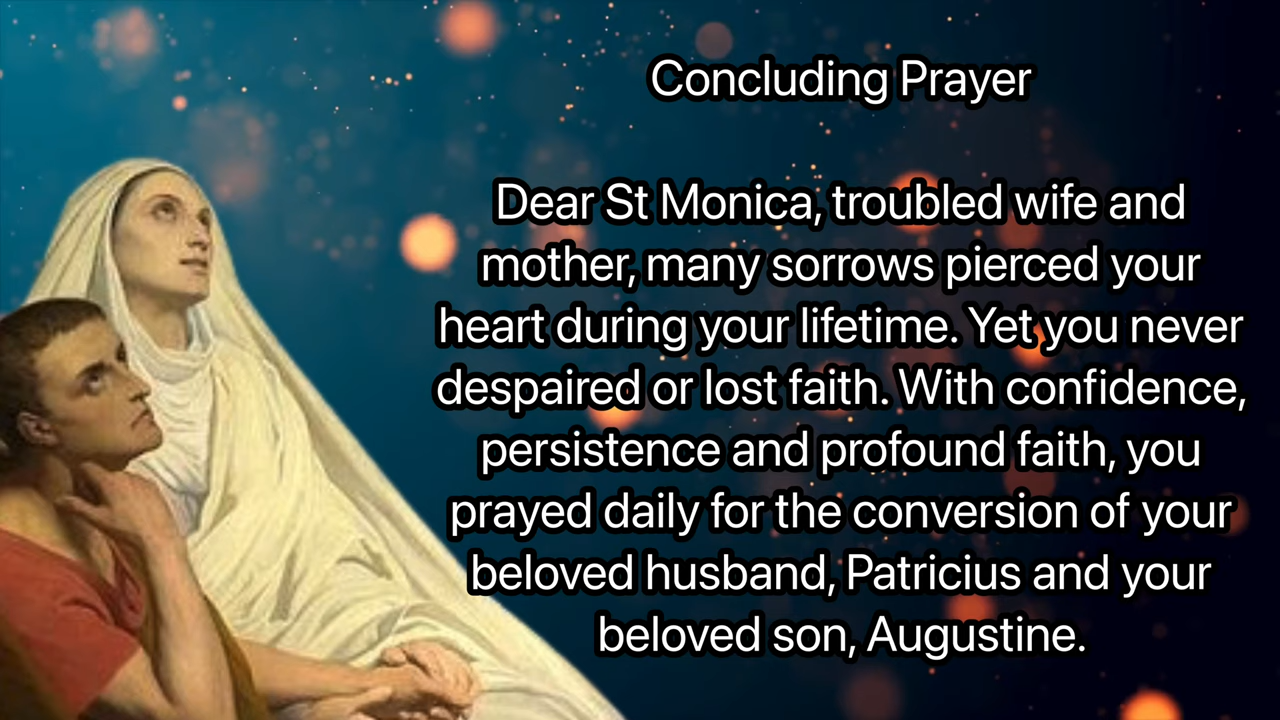 Concluding Prayer
Dear St Monica, troubled wife and
mother, many sorrows pierced your
heart during your lifetime. Yet you never
despaired or lost faith. With confidence,
persistence and profound faith, you
prayed daily for the conversion of your
beloved husband, Patricius and your
beloved son, Augustine.